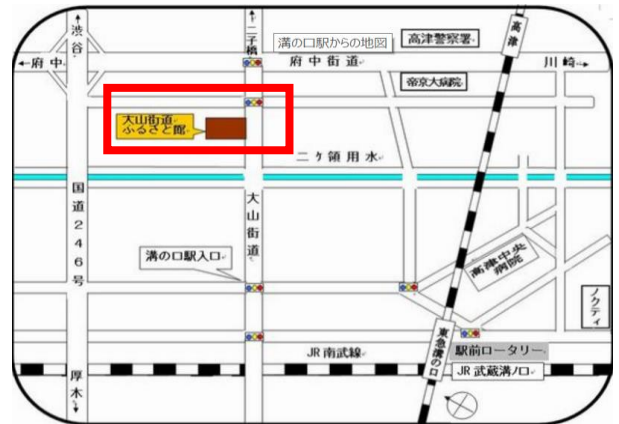 ↑渋谷
↑二子橋
溝の口駅からの地図
高津警察署
高津
←府中
府中街道
川崎→
帝京大病院
大山街道
ふるさと館
二ヶ領用水
国道246号
大山街道
溝の口駅入口
高津中央
病院
ノクティ
東急溝の口
駅前ロータリー
JR南武線
JR武蔵溝ノ口
厚木↓